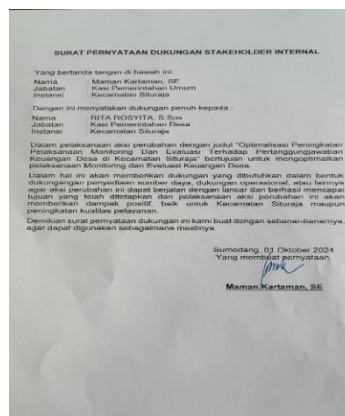 SURAT PERNYATAAN DUKUNGAN STAKEHOLDER INTERNAL
Yang bertanda tangan di bawah ini:
Nama : Maman Kartaman, SE
Jabatan : Kasi Pemerintahan Umum
Instansi : Kecamatan Situraja
Dengan ini menyatakan dukungan penuh kepada :
Nama : RITA ROSYITA, S.Sos
Jabatan : Kasi Pemerintahan Desa
Instansi : Kecamatan Situraja
Dalam pelaksanaan aksi perubahan dengan judul "Optimalisasi Peningkatan
Pelaksanaan Monitoring Dan Evaluasi Terhadap Pertanggungjawaban
Keuangan Desa di Kecamatan Situraja" bertujuan untuk mengoptimalkan
pelaksanaan Monitoring dan Evaluasi Keuangan Desa.
Dalam hal ini akan memberikan dukungan yang dibutuhkan dalam bentuk
dukungangan penyediaan sumber daya, dukungan operasional, atau lainnya
agar aksi perubahan ini dapat berjalan dengan lancar dan berhasil mencapai
tujuan yang telah ditetapkan dan pelaksanaan aksi perubahan ini akan
memberikan dampak positif, baik untuk Kecamatan Situraja maupun
peningkatan kualitas pelayanan.
Demikian surat pernyataan dukungan ini kami buat dengan sebenar-benarnya,
agar dapat digunakan sebagaimana mestinya.
Sumedang, 01 Oktober 2024
Yang membuat pernyataan,
Maman Kartaman, SE